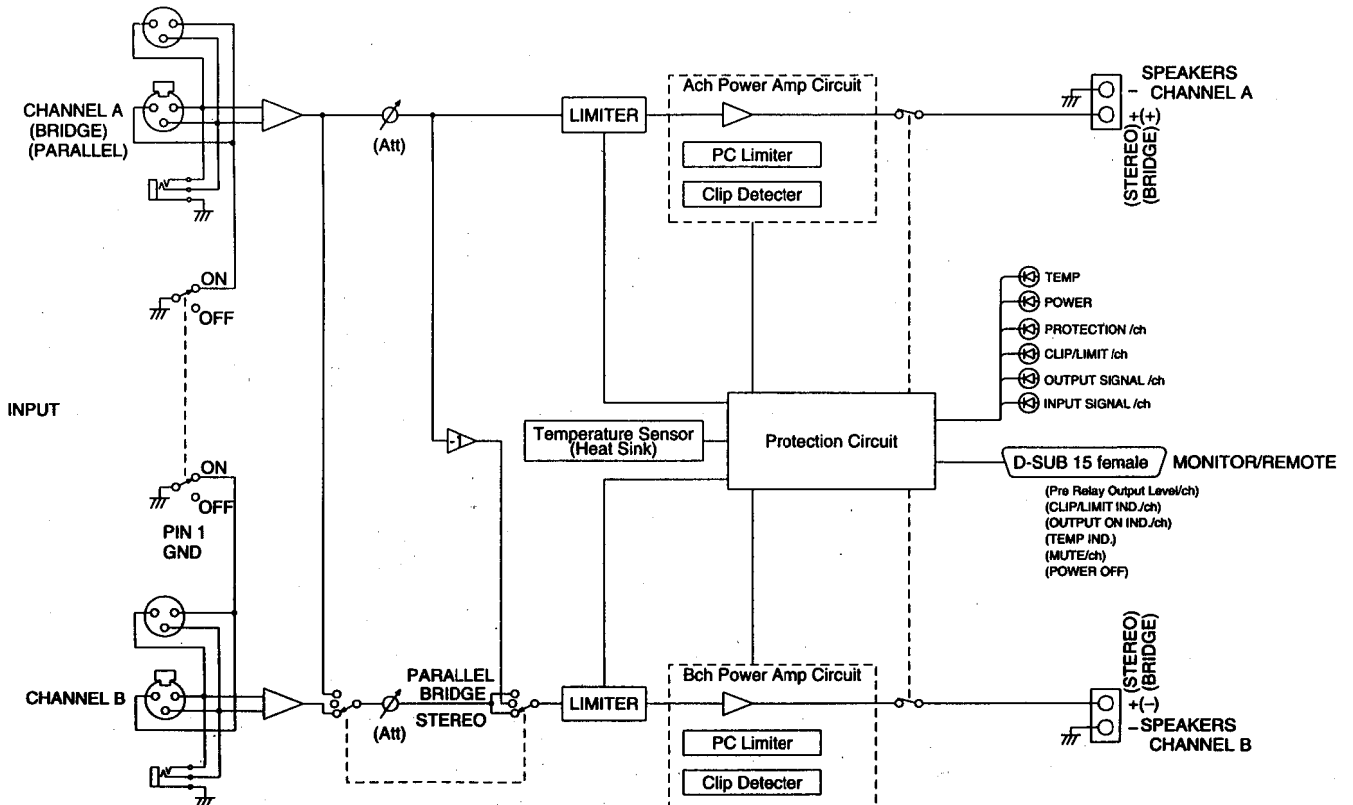 CHANNEL A
(BRIDGE)
(PARALLEL)
(Att)
LIMITER
Ach Power Amp Circuit
PC Limiter
Clip Detecter
SPEAKERS
CHANNEL A
–
+(+)
(STEREO)
(BRIDGE)
ON
OFF
INPUT
ON
OFF
PIN 1
GND
-1
Temperature Sensor
(Heat Sink)
Protection Circuit
TEMP
POWER
PROTECTION /ch
CLIP/LIMIT /ch
OUTPUT SIGNAL /ch
INPUT SIGNAL /ch
D-SUB 15 female
MONITOR/REMOTE
(Pre Relay Output Level/ch)
(CLIP/LIMIT IND./ch)
(OUTPUT ON IND./ch)
(TEMP IND.)
(MUTE/ch)
(POWER OFF)
CHANNEL B
(Att)
PARALLEL
BRIDGE
STEREO
LIMITER
Bch Power Amp Circuit
PC Limiter
Clip Detecter
(STEREO)
(BRIDGE)
+(–)
–
SPEAKERS
CHANNEL B